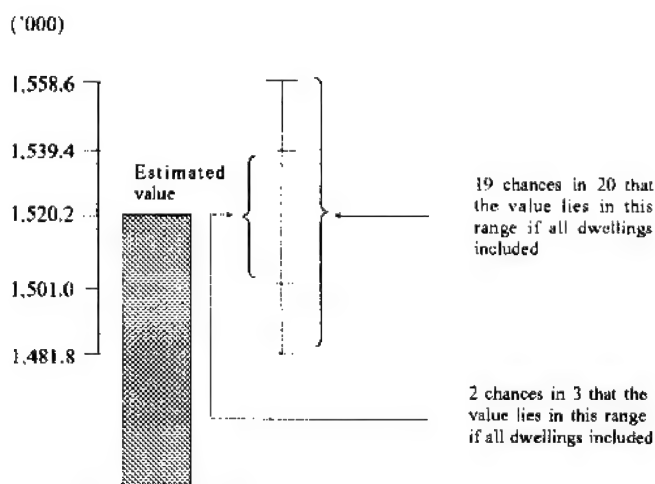 ('000)
1,558.6
1,539.4
Estimated
value
1,520.2
1,501.0
1,481.8
19 chances in 20 that
the value lies in this
range if all dwellings
included
2 chances in 3 that the
value lies in this range
if all dwellings included